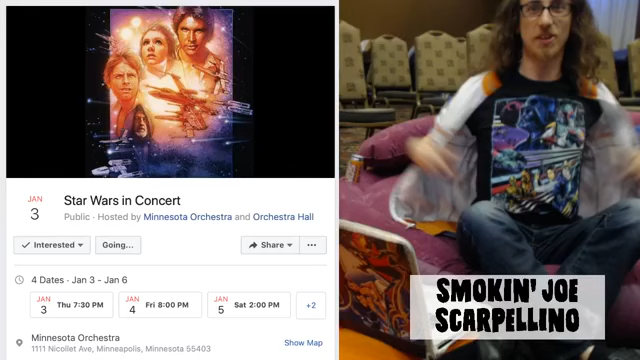 JAN
3
Star Wars in Concert
Public · Hosted by Minnesota Orchestra and Orchestra Hall
Interested
Going...
Share
4 Dates · Jan 3 - Jan 6
JAN
3
Thu 7:30 PM
JAN
4
Fri 8:00 PM
JAN
5
Sat 2:00 PM
+2
Minnesota Orchestra
1111 Nicollet Ave, Minneapolis, Minnesota 55403
Show Map
SMOKIN' JOE
SCARPELLINO